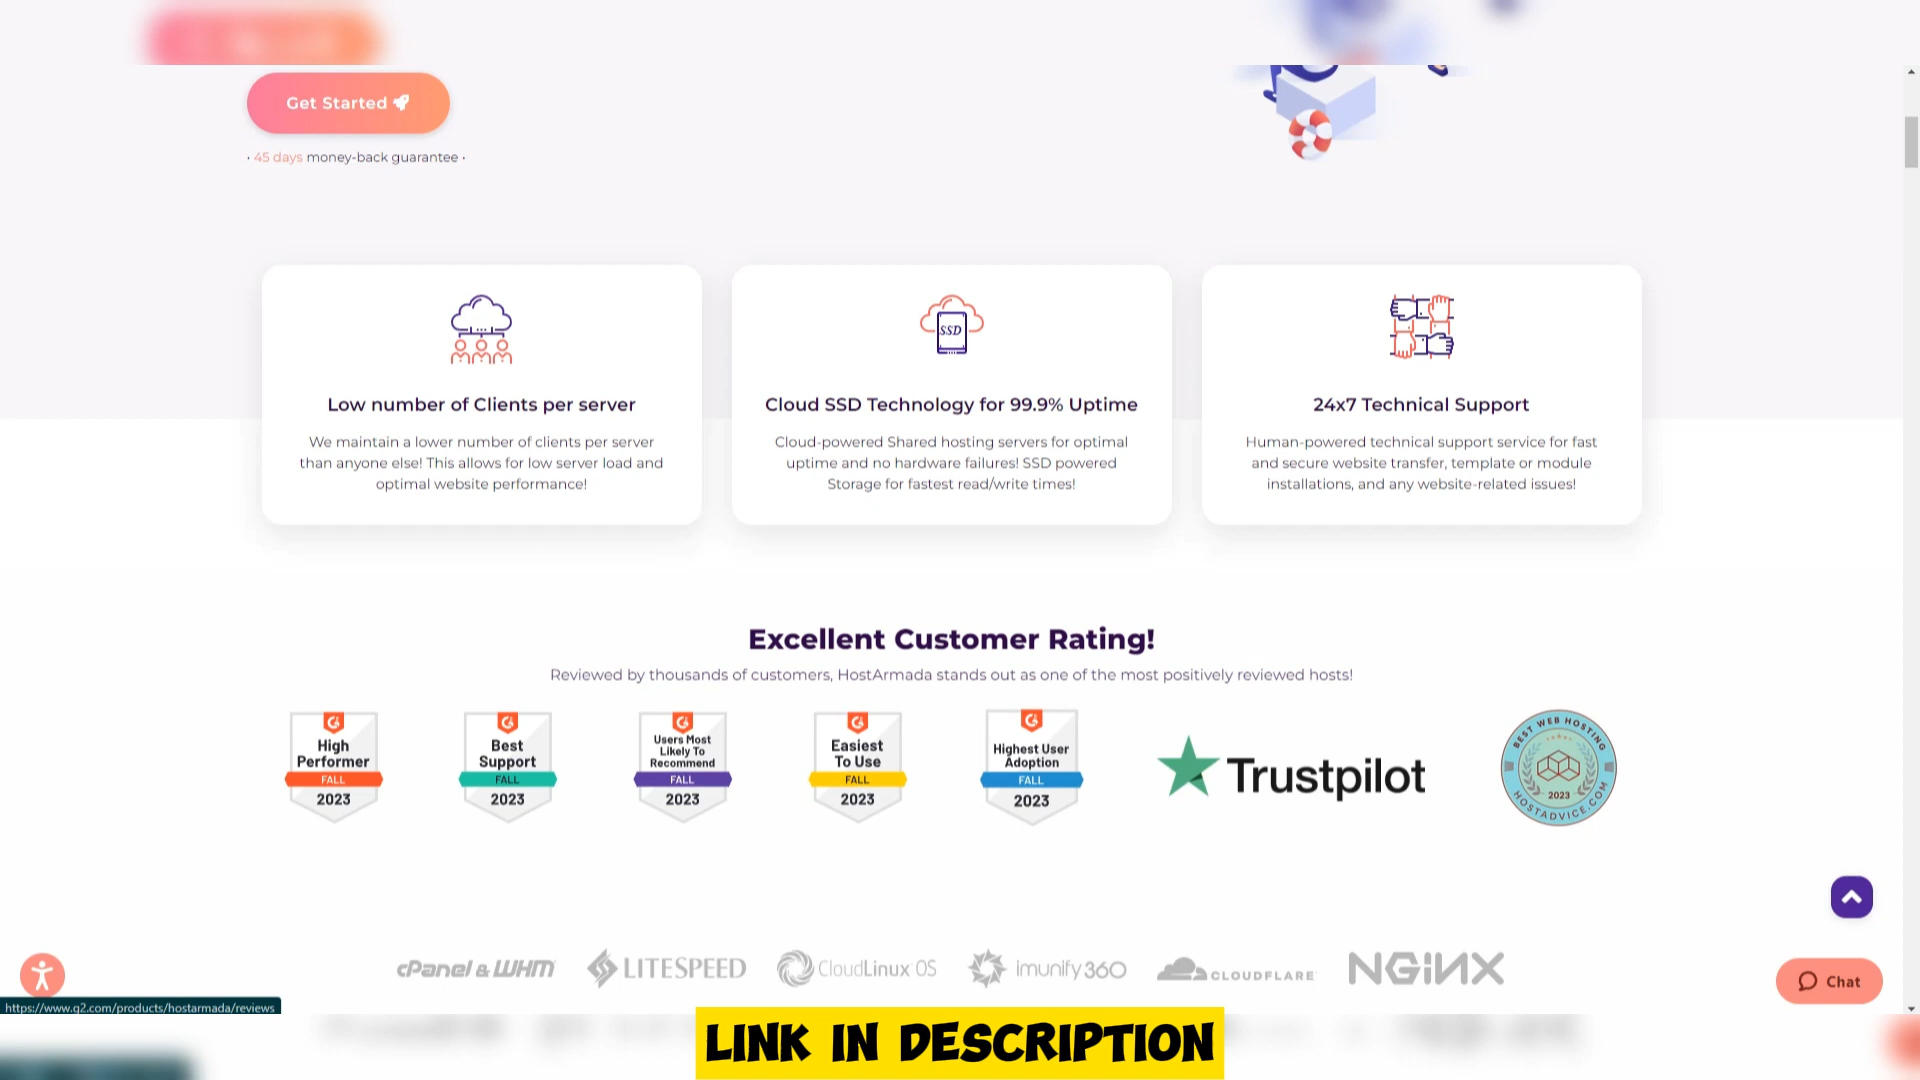 Get Started
· 45 days money-back guarantee ·
SSD
Low number of Clients per server
We maintain a lower number of clients per server
than anyone else! This allows for low server load and
optimal website performance!
Cloud SSD Technology for 99.9% Uptime
Cloud-powered Shared hosting servers for optimal
uptime and no hardware failures! SSD powered
Storage for fastest read/write times!
24x7 Technical Support
Human-powered technical support service for fast
and secure website transfer, template or module
installations, and any website-related issues!
Excellent Customer Rating!
Reviewed by thousands of customers, HostArmada stands out as one of the most positively reviewed hosts!
High
Performer
FALL
2023
Best
Support
FALL
2023
Users Most
Likely To
Recommend
FALL
2023
Easiest
To Use
FALL
2023
Highest User
Adoption
FALL
2023
Trustpilot
BEST WEB HOSTING
2023
HOSTADVICE.COM
cPanel & WHM
LITESPEED
CloudLinux OS
imunify360
CLOUDFLARE
NGINX
Chat
https://www.g2.com/products/hostarmada/reviews
LINK IN DESCRIPTION